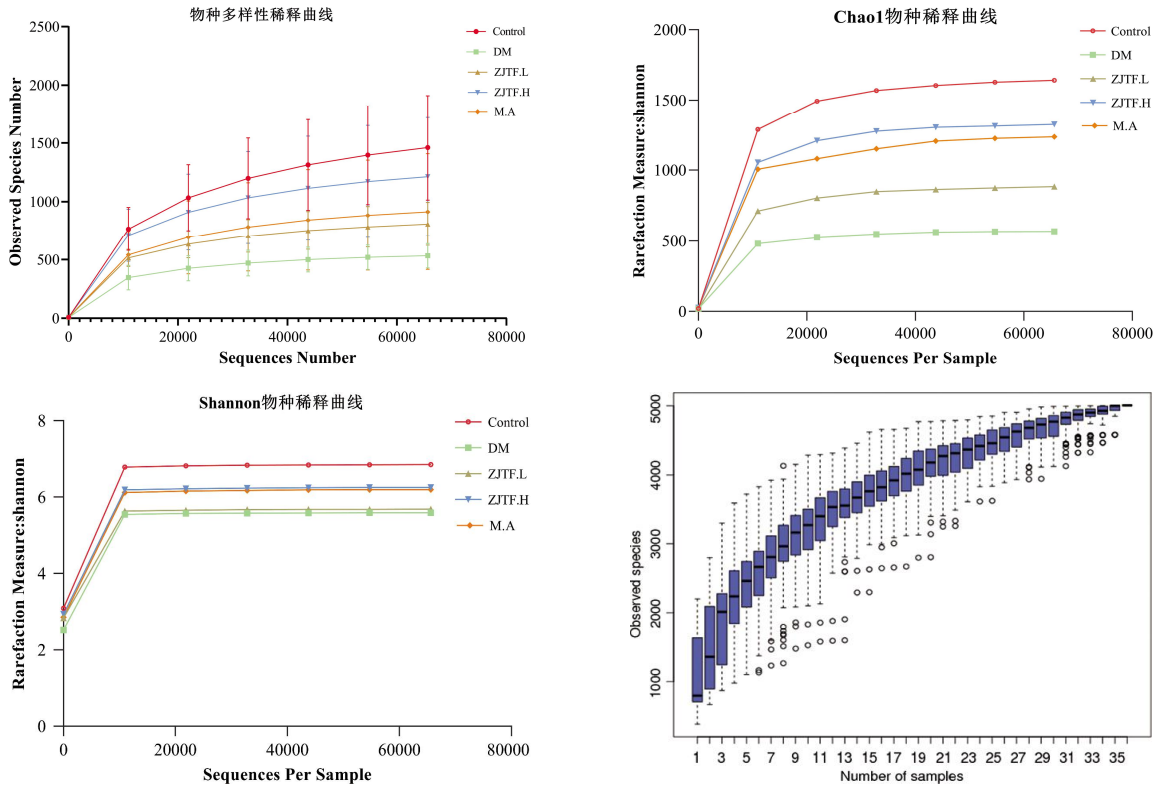 物种多样性稀释曲线
2500
2000
1500
1000
500
0
Observed Species Number
0 20000 40000 60000 80000
Sequences Number
Control
DM
ZJTF.L
ZJTF.H
M.A
Chao1物种稀释曲线
2000
1500
1000
500
0
Rarefaction Measure:shannon
0 20000 40000 60000 80000
Sequences Per Sample
Control
DM
ZJTF.L
ZJTF.H
M.A
Shannon物种稀释曲线
8
6
4
2
0
Rarefaction Measure:shannon
0 20000 40000 60000 80000
Sequences Per Sample
Control
DM
ZJTF.L
ZJTF.H
M.A
5000
4000
3000
2000
1000
Observed species
1 3 5 7 9 11 13 15 17 19 21 23 25 27 29 31 33 35
Number of samples